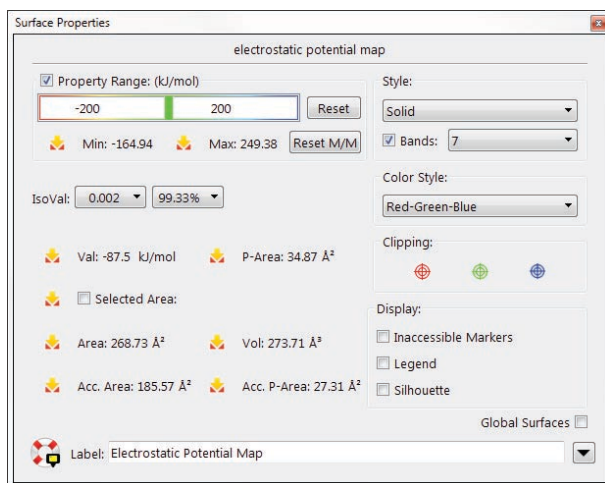 Surface Properties
electrostatic potential map
Property Range: (kJ/mol)
-200 200 Reset
Min: -164.94 Max: 249.38 Reset M/M
IsoVal: 0.002 99.33%
Val: -87.5 kJ/mol P-Area: 34.87 Å²
Selected Area:
Area: 268.73 Å² Vol: 273.71 Å³
Acc. Area: 185.57 Å² Acc. P-Area: 27.31 Å²
Style:
Solid
Bands: 7
Color Style:
Red-Green-Blue
Clipping:
Display:
Inaccessible Markers
Legend
Silhouette
Global Surfaces
Label: Electrostatic Potential Map